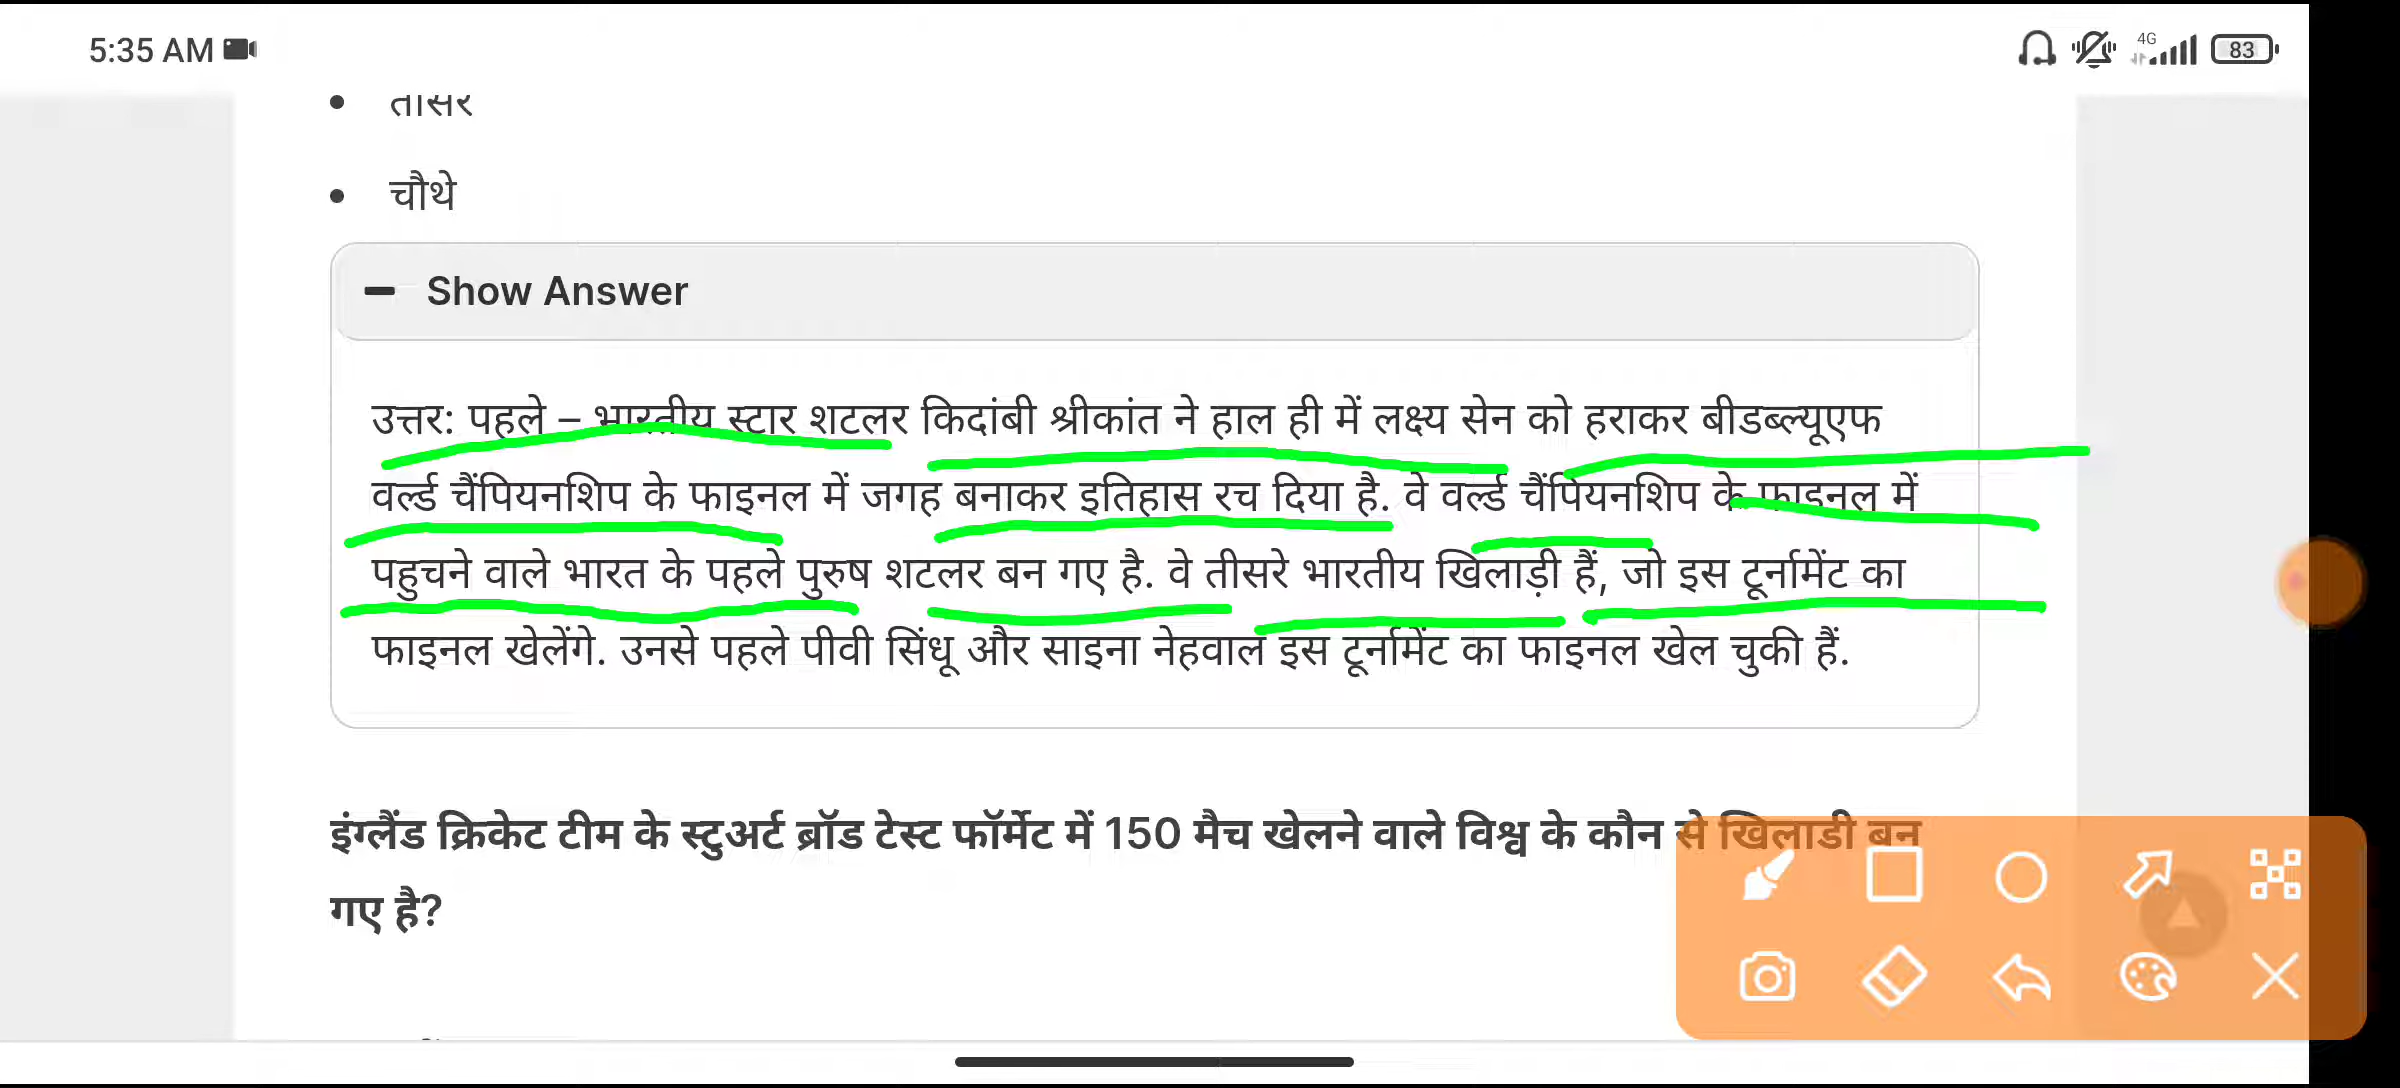 5:35 AM
4G
83
तीसरे
चौथे
Show Answer
उत्तर: पहले – भारतीय स्टार शटलर किदांबी श्रीकांत ने हाल ही में लक्ष्य सेन को हराकर बीडब्ल्यूएफ
वर्ल्ड चैंपियनशिप के फाइनल में जगह बनाकर इतिहास रच दिया है. वे वर्ल्ड चैंपियनशिप के फाइनल में
पहुचने वाले भारत के पहले पुरुष शटलर बन गए है. वे तीसरे भारतीय खिलाड़ी हैं, जो इस टूर्नामेंट का
फाइनल खेलेंगे. उनसे पहले पीवी सिंधू और साइना नेहवाल इस टूर्नामेंट का फाइनल खेल चुकी हैं.
इंग्लैंड क्रिकेट टीम के स्टुअर्ट ब्रॉड टेस्ट फॉर्मेट में 150 मैच खेलने वाले विश्व के कौन से खिलाडी बन
गए है?